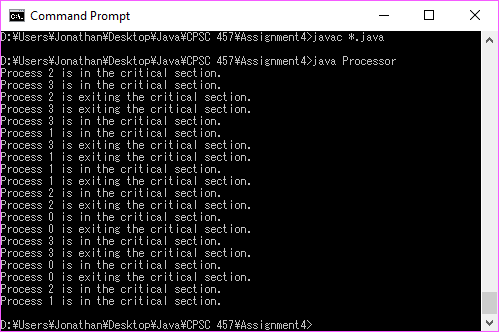 Command Prompt
D:¥Users¥Jonathan¥Desktop¥Java¥CPSC 457¥Assignment4>javac *.java
D:¥Users¥Jonathan¥Desktop¥Java¥CPSC 457¥Assignment4>java Processor
Process 2 is in the critical section.
Process 3 is in the critical section.
Process 2 is exiting the critical section.
Process 3 is exiting the critical section.
Process 3 is in the critical section.
Process 1 is in the critical section.
Process 3 is exiting the critical section.
Process 1 is exiting the critical section.
Process 1 is in the critical section.
Process 1 is exiting the critical section.
Process 2 is in the critical section.
Process 2 is exiting the critical section.
Process 0 is in the critical section.
Process 0 is exiting the critical section.
Process 3 is in the critical section.
Process 3 is exiting the critical section.
Process 0 is in the critical section.
Process 0 is exiting the critical section.
Process 2 is in the critical section.
Process 1 is in the critical section.
D:¥Users¥Jonathan¥Desktop¥Java¥CPSC 457¥Assignment4>